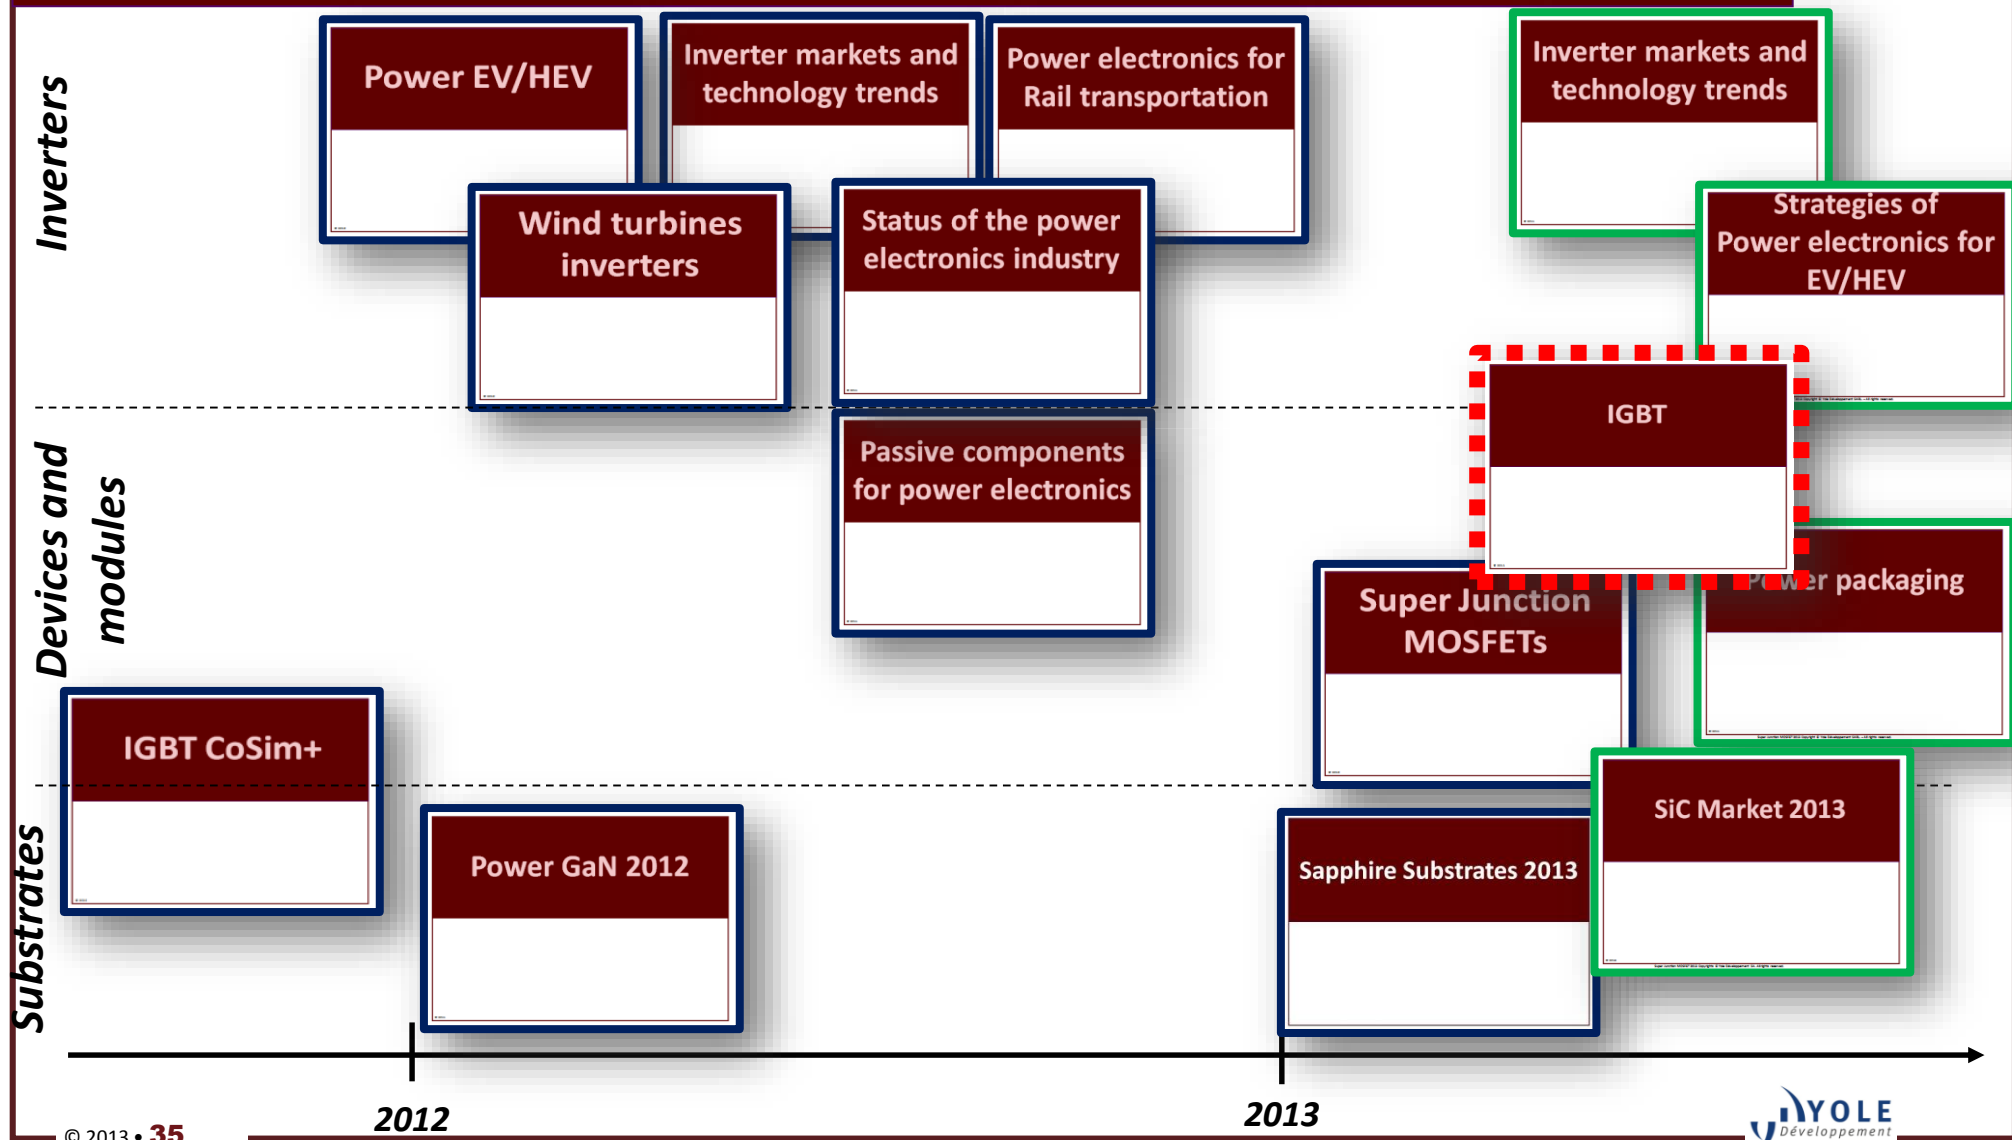 Inverters
Power EV/HEV
Inverter markets and
technology trends
Power electronics for
Rail transportation
Inverter markets and
technology trends
Wind turbines
inverters
Status of the power
electronics industry
Strategies of
Power electronics for
EV/HEV
Devices and
modules
Passive components
for power electronics
IGBT
Super Junction
MOSFETs
Power packaging
IGBT CoSim+
Substrates
Power GaN 2012
Sapphire Substrates 2013
SiC Market 2013
2012
2013
© 2013 • 35
YOLE
Développement